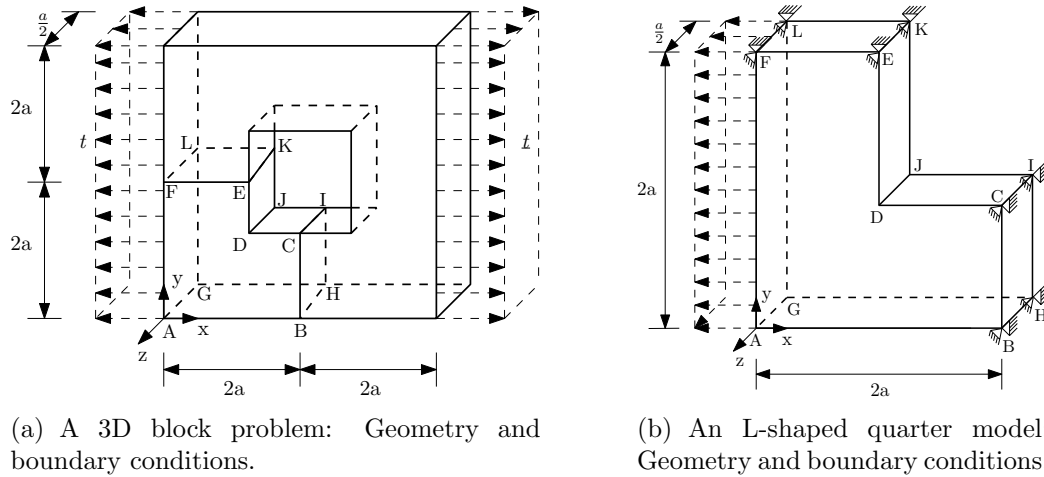 a/2
2a
2a
t
t
L
K
F
E
J
I
D
C
G
H
y
A
x
B
z
2a
2a
(a) A 3D block problem: Geometry and
boundary conditions.
a/2
2a
L
K
F
E
J
I
C
D
y
G
H
A
x
B
z
2a
(b) An L-shaped quarter model
Geometry and boundary conditions